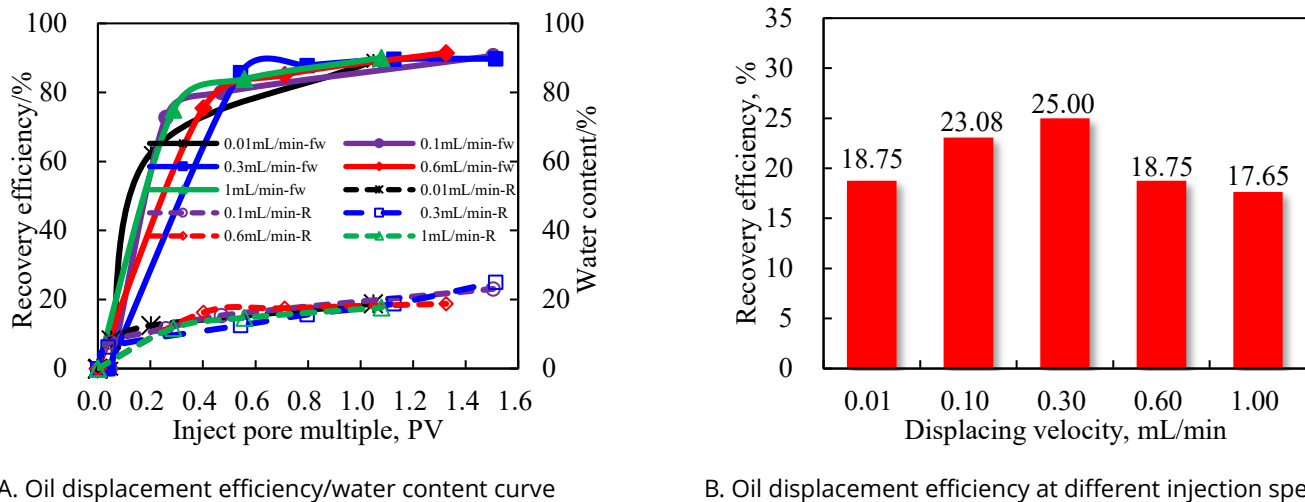 100
80
60
40
20
0
Recovery efficiency/%
100
80
60
40
20
0
Water content/%
0.01mL/min-fw
0.1mL/min-fw
0.3mL/min-fw
0.6mL/min-fw
1mL/min-fw
0.01mL/min-R
0.1mL/min-R
0.3mL/min-R
0.6mL/min-R
1mL/min-R
0.0 0.2 0.4 0.6 0.8 1.0 1.2 1.4 1.6
Inject pore multiple, PV
A. Oil displacement efficiency/water content curve
35
30
25
20
15
10
5
0
Recovery efficiency, %
18.75
23.08
25.00
18.75
17.65
0.01 0.10 0.30 0.60 1.00
Displacing velocity, mL/min
B. Oil displacement efficiency at different injection spe